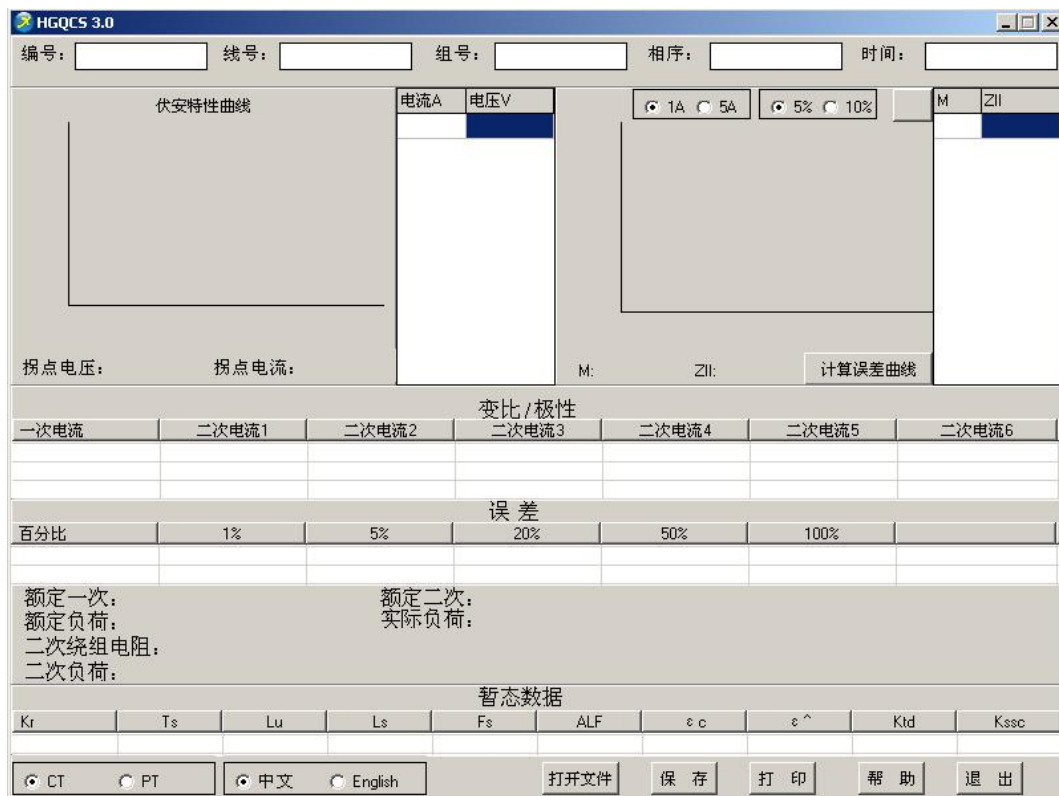 HGQCS 3.0
编号： 线号： 组号： 相序： 时间：
伏安特性曲线 电流A 电压V 1A 5A 5% 10% M ZII
拐点电压： 拐点电流： M: ZII: 计算误差曲线
变比/极性
一次电流 二次电流1 二次电流2 二次电流3 二次电流4 二次电流5 二次电流6
误 差
百分比 1% 5% 20% 50% 100%
额定一次： 额定二次：
额定负荷： 实际负荷：
二次绕组电阻：
二次负荷：
暂态数据
Kr Ts Lu Ls Fs ALF ε c ε ^ Ktd Kssc
CT PT 中文 English 打开文件 保 存 打 印 帮 助 退 出